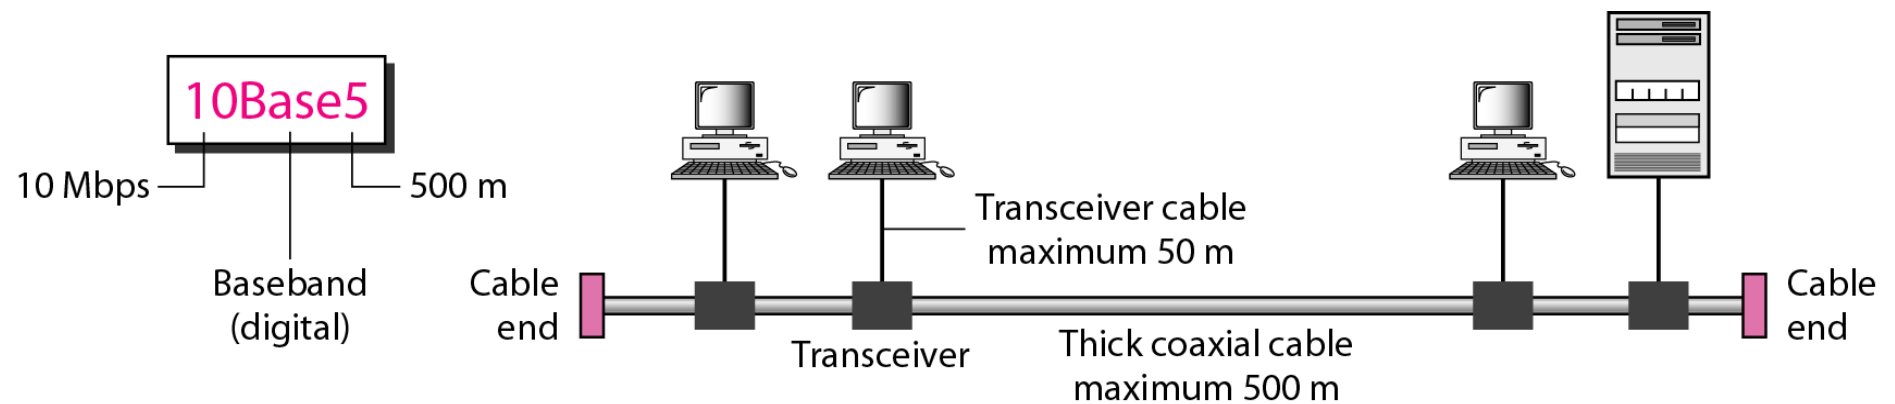 10Base5
10 Mbps
500 m
Baseband
(digital)
Cable
end
Transceiver
Transceiver cable
maximum 50 m
Thick coaxial cable
maximum 500 m
Cable
end